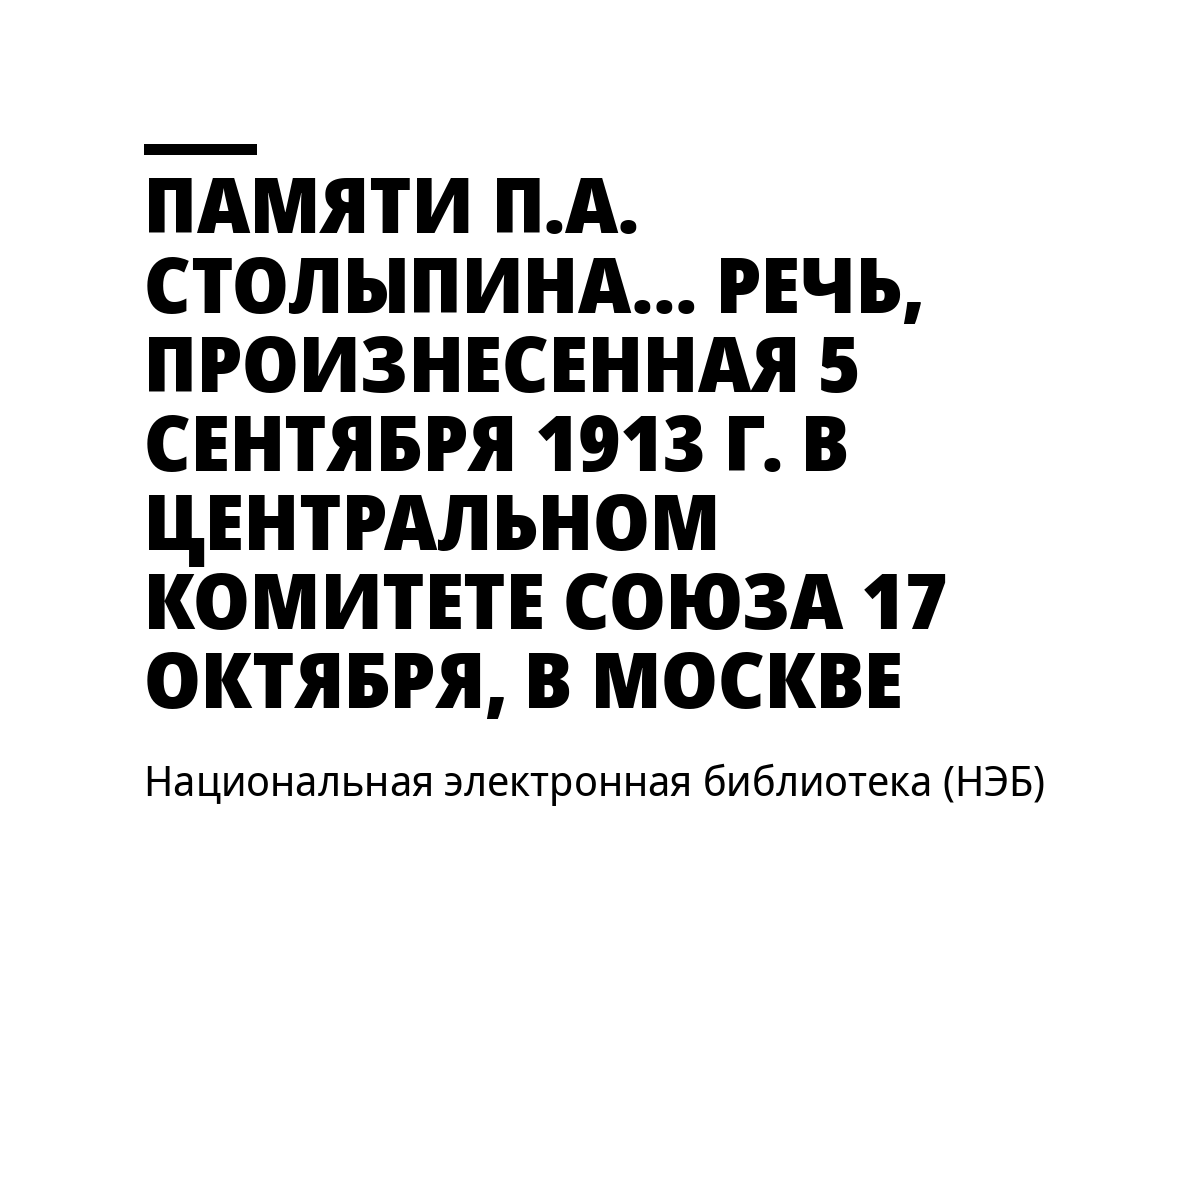 ПАМЯТИ П.А.
СТОЛЫПИНА... РЕЧЬ,
ПРОИЗНЕСЕННАЯ 5
СЕНТЯБРЯ 1913 Г. В
ЦЕНТРАЛЬНОМ
КОМИТЕТЕ СОЮЗА 17
ОКТЯБРЯ, В МОСКВЕ
Национальная электронная библиотека (НЭБ)